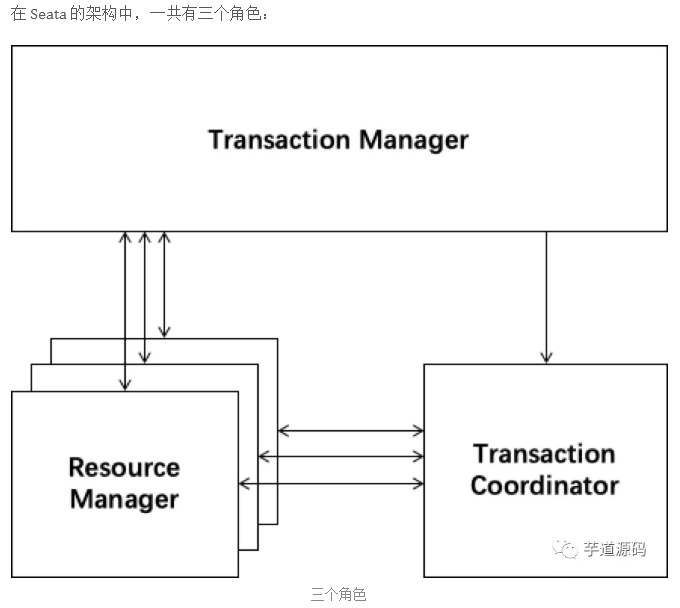 在 Seata 的架构中，一共有三个角色：
Transaction Manager
Resource
Manager
Transaction
Coordinator
芋道源码
三个角色